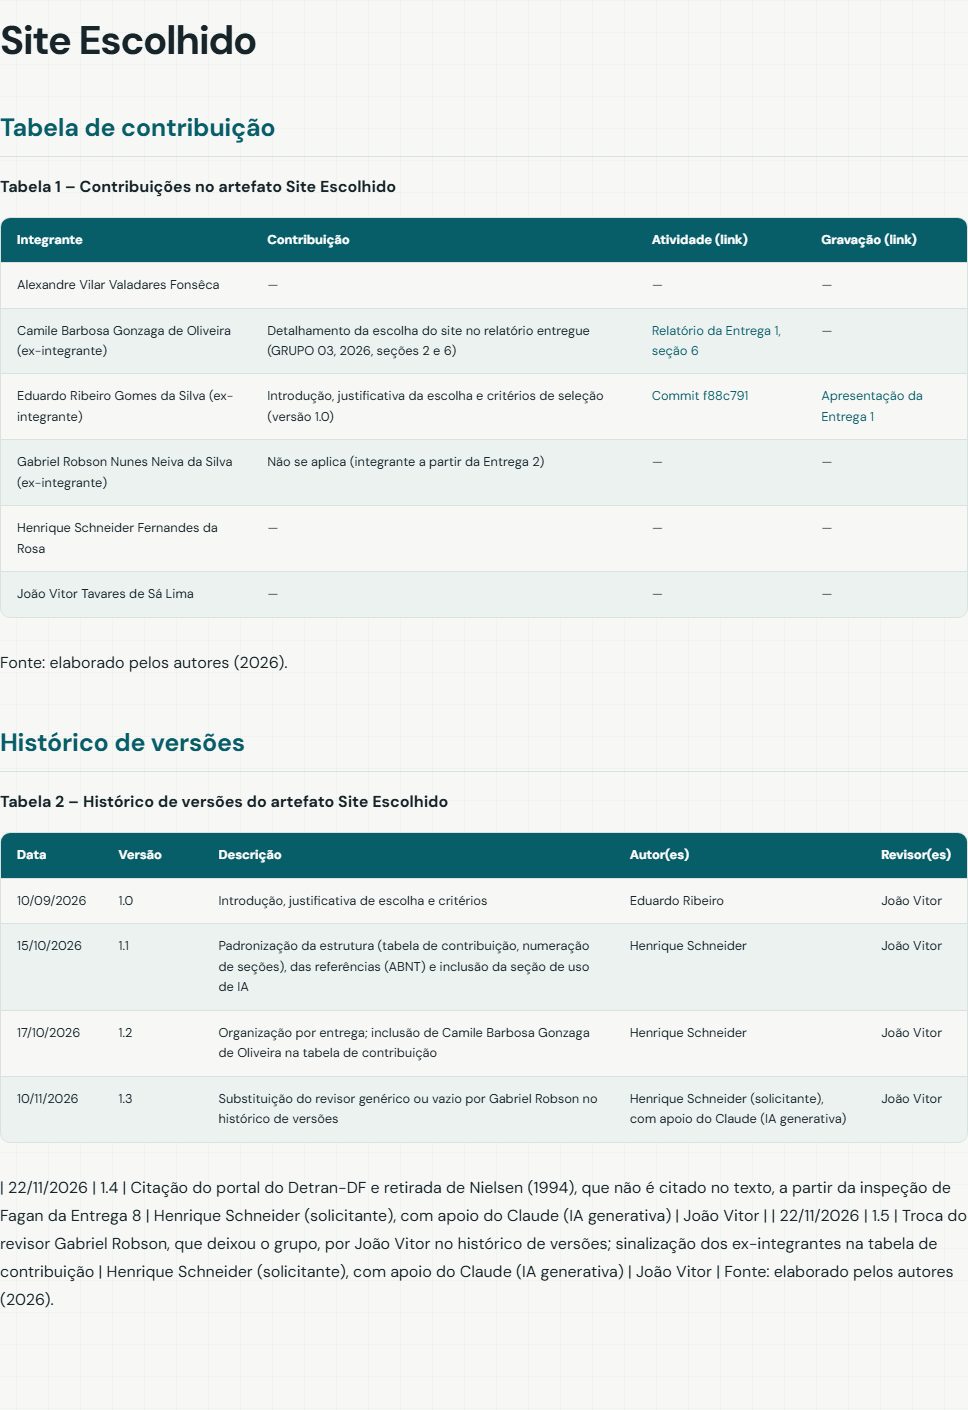 Site Escolhido
Tabela de contribuição
Tabela 1 – Contribuições no artefato Site Escolhido
Integrante Contribuição Atividade (link) Gravação (link)
Alexandre Vilar Valadares Fonsêca — — —
Camile Barbosa Gonzaga de Oliveira Detalhamento da escolha do site no relatório entregue Relatório da Entrega 1, —
(ex-integrante) (GRUPO 03, 2026, seções 2 e 6) seção 6
Eduardo Ribeiro Gomes da Silva (ex- Introdução, justificativa da escolha e critérios de seleção Commit f88c791 Apresentação da
integrante) (versão 1.0) Entrega 1
Gabriel Robson Nunes Neiva da Silva Não se aplica (integrante a partir da Entrega 2) — —
(ex-integrante)
Henrique Schneider Fernandes da — — —
Rosa
João Vitor Tavares de Sá Lima — — —
Fonte: elaborado pelos autores (2026).
Histórico de versões
Tabela 2 – Histórico de versões do artefato Site Escolhido
Data Versão Descrição Autor(es) Revisor(es)
10/09/2026 1.0 Introdução, justificativa de escolha e critérios Eduardo Ribeiro João Vitor
15/10/2026 1.1 Padronização da estrutura (tabela de contribuição, numeração Henrique Schneider João Vitor
de seções), das referências (ABNT) e inclusão da seção de uso
de IA
17/10/2026 1.2 Organização por entrega; inclusão de Camile Barbosa Gonzaga Henrique Schneider João Vitor
de Oliveira na tabela de contribuição
10/11/2026 1.3 Substituição do revisor genérico ou vazio por Gabriel Robson no Henrique Schneider (solicitante), João Vitor
histórico de versões com apoio do Claude (IA generativa)
| 22/11/2026 | 1.4 | Citação do portal do Detran-DF e retirada de Nielsen (1994), que não é citado no texto, a partir da inspeção de
Fagan da Entrega 8 | Henrique Schneider (solicitante), com apoio do Claude (IA generativa) | João Vitor | | 22/11/2026 | 1.5 | Troca do
revisor Gabriel Robson, que deixou o grupo, por João Vitor no histórico de versões; sinalização dos ex-integrantes na tabela de
contribuição | Henrique Schneider (solicitante), com apoio do Claude (IA generativa) | João Vitor | Fonte: elaborado pelos autores
(2026).